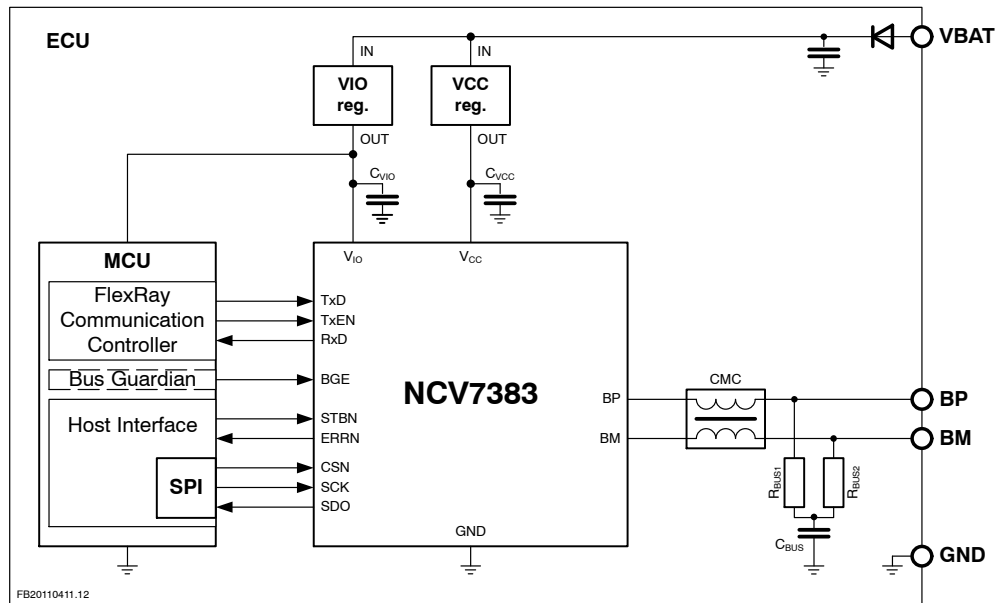 ECU
VBAT
IN
IN
VIO
reg.
VCC
reg.
OUT
OUT
CVIO
CVCC
MCU
VIO
VCC
FlexRay
Communication
Controller
TxD
TxEN
RxD
Bus Guardian
BGE
NCV7383
CMC
BP
BP
BM
BM
Host Interface
STBN
ERRN
SPI
CSN
SCK
SDO
RBUS1
RBUS2
GND
CBUS
GND
FB20110411.12